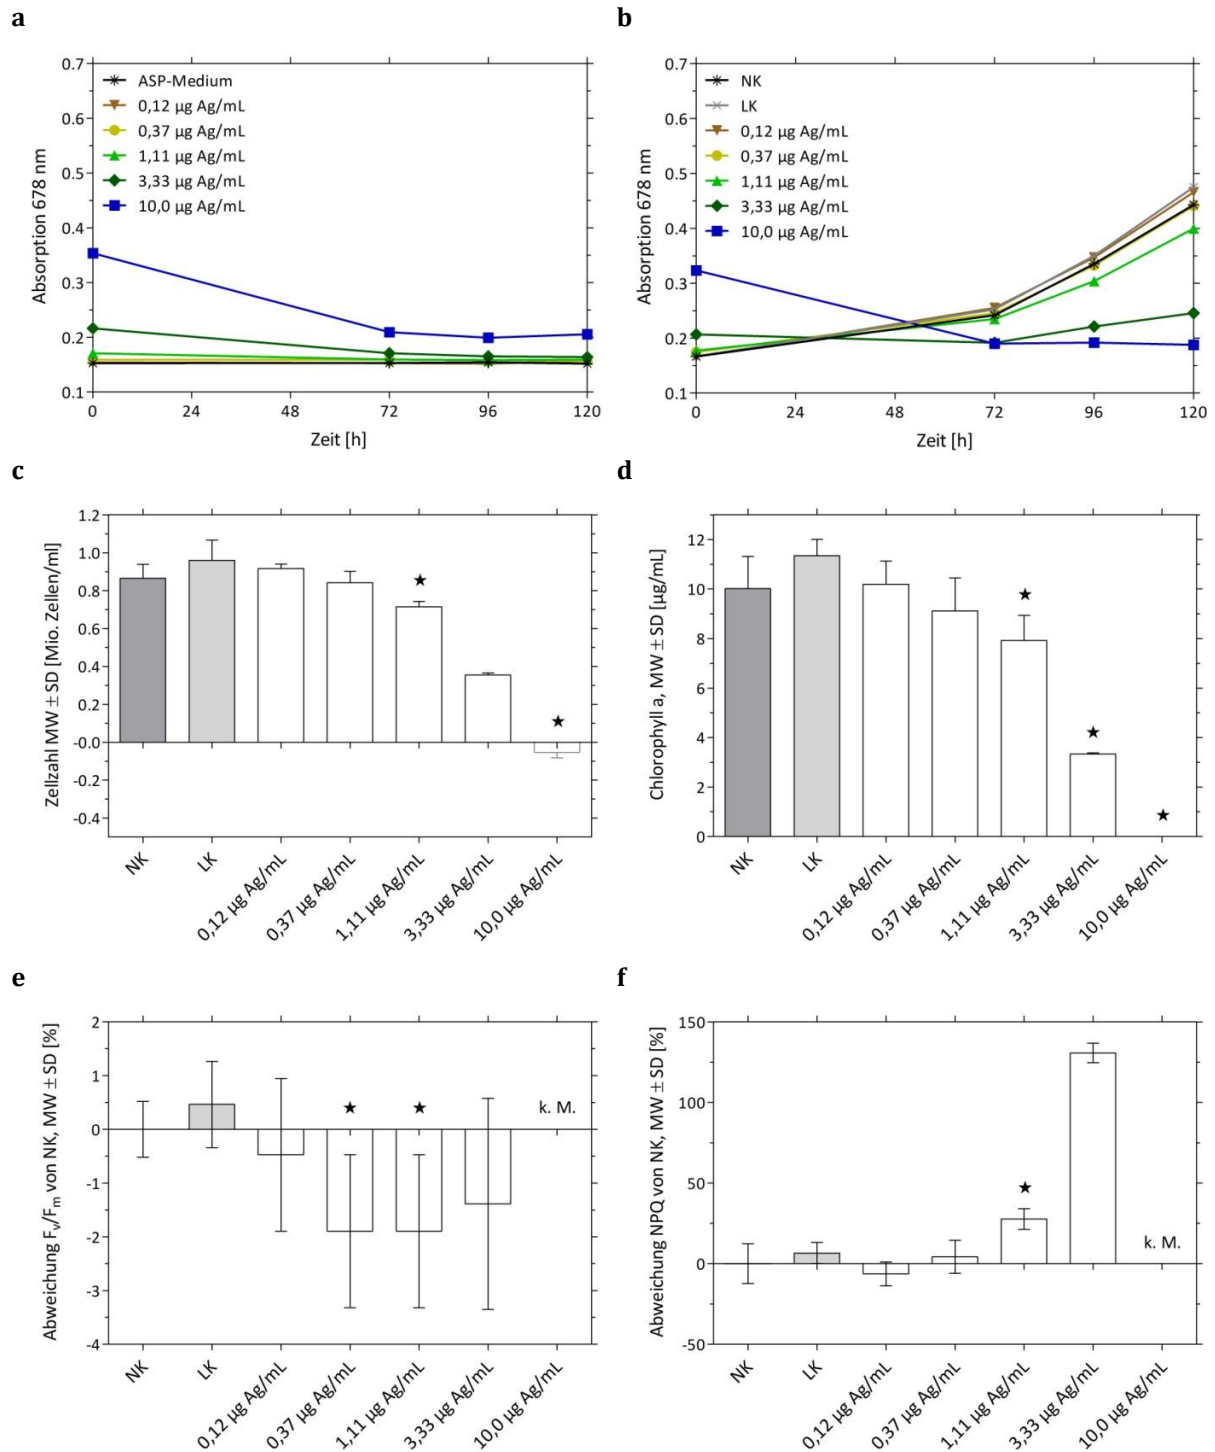 a
0.7
0.6
0.5
0.4
0.3
0.2
0.1
Absorption 678 nm
ASP-Medium
0,12 µg Ag/mL
0,37 µg Ag/mL
1,11 µg Ag/mL
3,33 µg Ag/mL
10,0 µg Ag/mL
0 24 48 72 96 120
Zeit [h]
b
0.7
0.6
0.5
0.4
0.3
0.2
0.1
Absorption 678 nm
NK
LK
0,12 µg Ag/mL
0,37 µg Ag/mL
1,11 µg Ag/mL
3,33 µg Ag/mL
10,0 µg Ag/mL
0 24 48 72 96 120
Zeit [h]
c
1.2
1.0
0.8
0.6
0.4
0.2
-0.0
-0.2
-0.4
Zellzahl MW ± SD [Mio. Zellen/ml]
NK
LK
0,12 µg Ag/mL
0,37 µg Ag/mL
1,11 µg Ag/mL
3,33 µg Ag/mL
10,0 µg Ag/mL
d
12
10
8
6
4
2
0
Chlorophyll a, MW ± SD [µg/mL]
NK
LK
0,12 µg Ag/mL
0,37 µg Ag/mL
1,11 µg Ag/mL
3,33 µg Ag/mL
10,0 µg Ag/mL
e
2
1
0
-1
-2
-3
-4
Abweichung Fv/Fm von NK, MW ± SD [%]
k. M.
NK
LK
0,12 µg Ag/mL
0,37 µg Ag/mL
1,11 µg Ag/mL
3,33 µg Ag/mL
10,0 µg Ag/mL
f
150
100
50
0
-50
Abweichung NPQ von NK, MW ± SD [%]
k. M.
NK
LK
0,12 µg Ag/mL
0,37 µg Ag/mL
1,11 µg Ag/mL
3,33 µg Ag/mL
10,0 µg Ag/mL